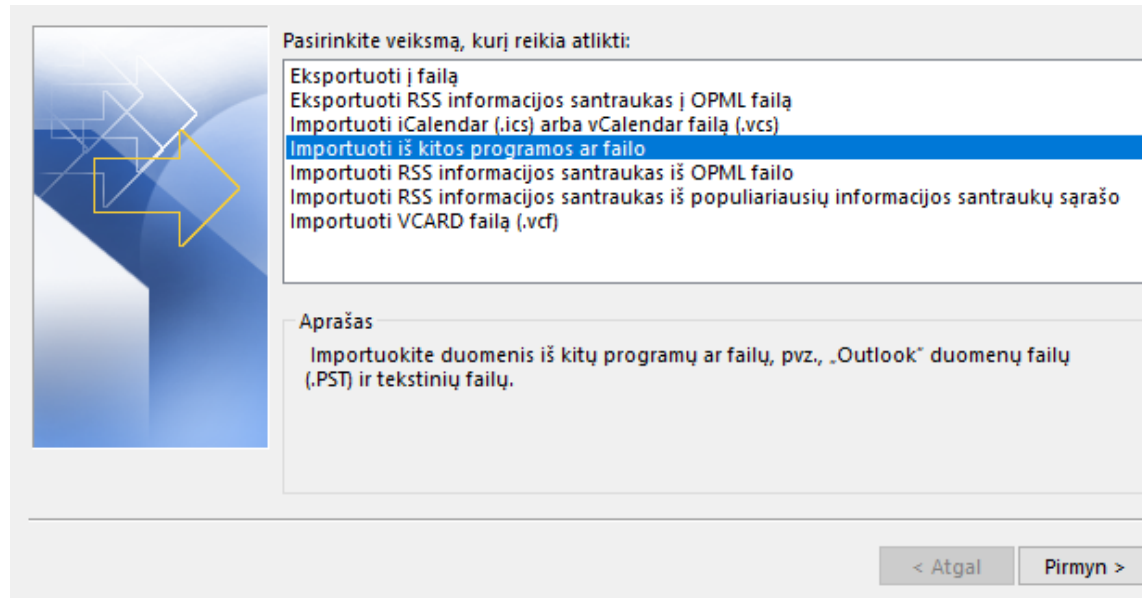 Pasirinkite veiksmą, kurį reikia atlikti:
Eksportuoti į failą
Eksportuoti RSS informacijos santraukas į OPML failą
Importuoti iCalendar (.ics) arba vCalendar failą (.vcs)
Importuoti iš kitos programos ar failo
Importuoti RSS informacijos santraukas iš OPML failo
Importuoti RSS informacijos santraukas iš populiariausių informacijos santraukų sąrašo
Importuoti VCARD failą (.vcf)
Aprašas
Importuokite duomenis iš kitų programų ar failų, pvz., „Outlook“ duomenų failų
(.PST) ir tekstinių failų.
< Atgal
Pirmyn >